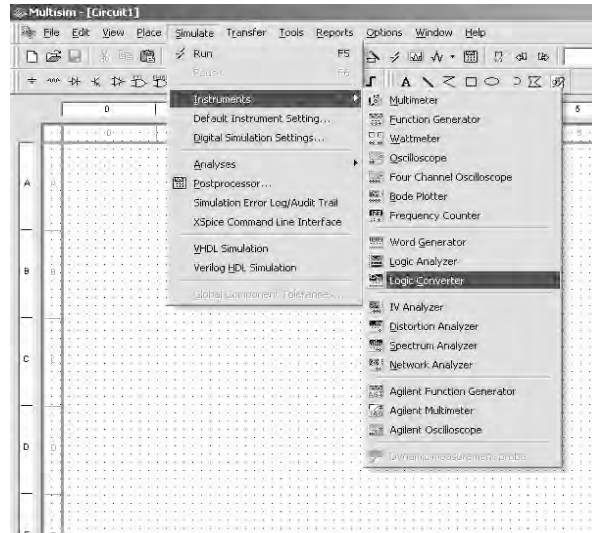 Multisim - [Circuit1]
File Edit View Place Simulate Transfer Tools Reports Options Window Help
Run F5
Pause F6
Instruments
Default Instrument Setting...
Digital Simulation Settings...
Analyses
Postprocessor...
Simulation Error Log/Audit Trail
XSpice Command Line Interface
VHDL Simulation
Verilog HDL Simulation
Global Component Tolerances...
Multimeter
Function Generator
Wattmeter
Oscilloscope
Four Channel Oscilloscope
Bode Plotter
Frequency Counter
Word Generator
Logic Analyzer
Logic Converter
IV Analyzer
Distortion Analyzer
Spectrum Analyzer
Network Analyzer
Agilent Function Generator
Agilent Multimeter
Agilent Oscilloscope
Dynamic measurement probe
A
0 5
0
A A
B B
C C
D D